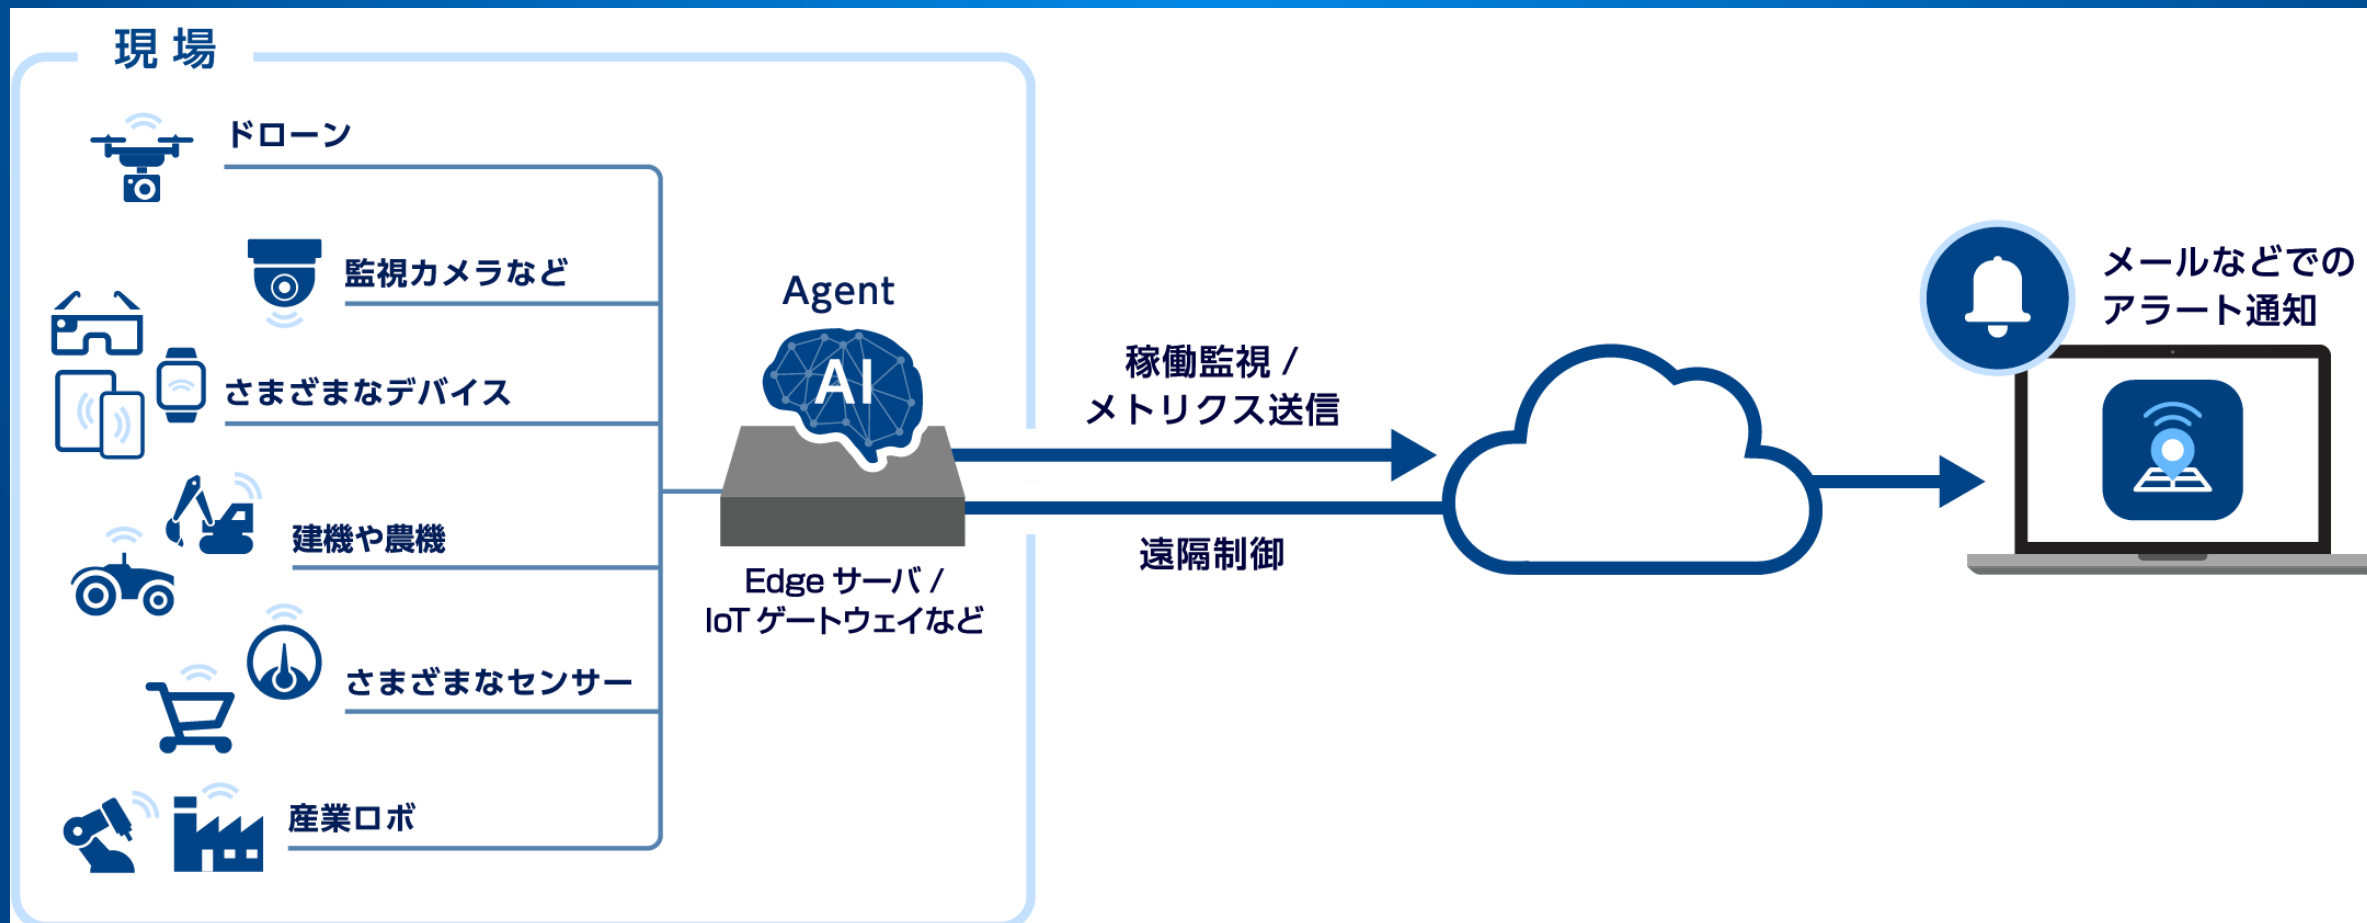 現場
ドローン
監視カメラなど
さまざまなデバイス
建機や農機
さまざまなセンサー
産業ロボ
Agent
AI
Edge サーバ /
IoT ゲートウェイなど
稼働監視 /
メトリクス送信
遠隔制御
メールなどでの
アラート通知